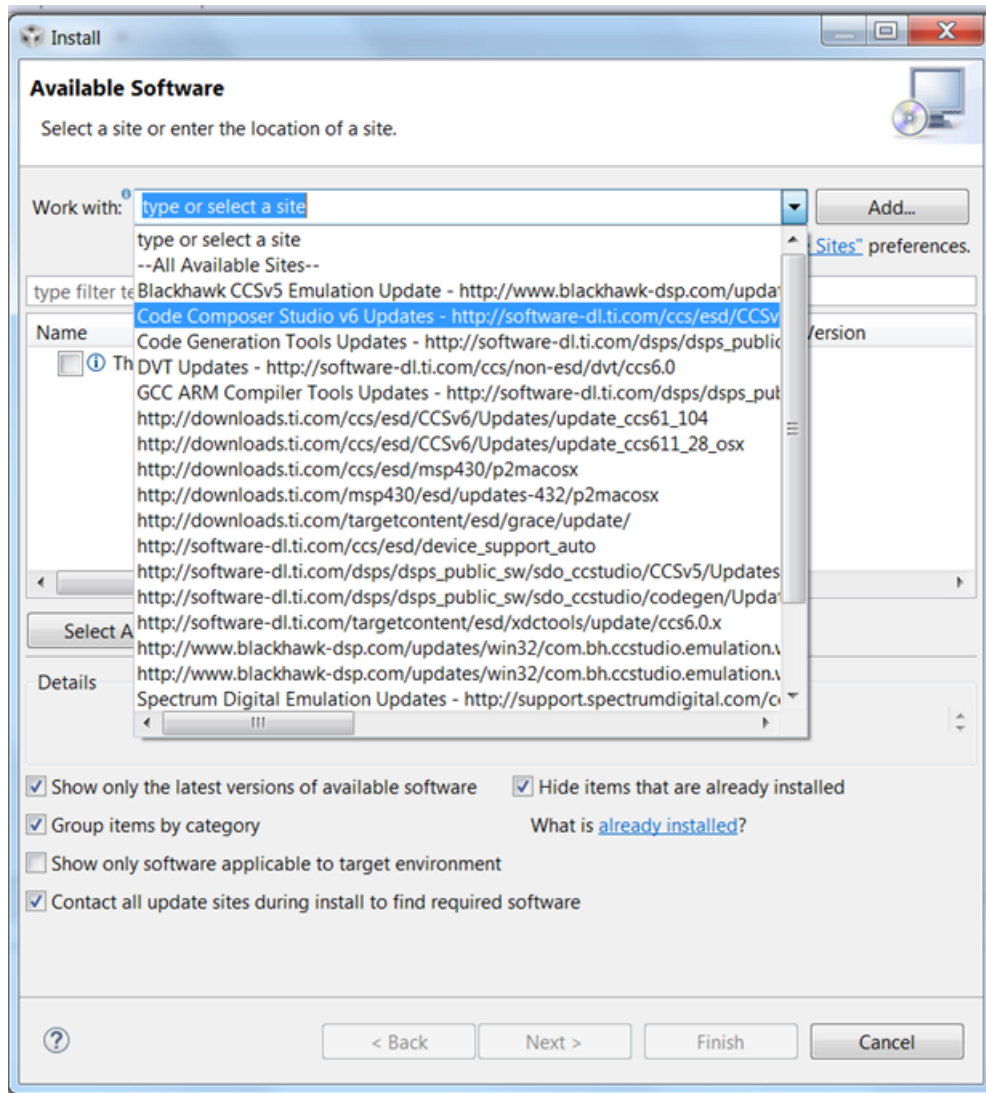 Install
Available Software
Select a site or enter the location of a site.
Work with: type or select a site Add...
type or select a site
Sites" preferences.
--All Available Sites--
type filter te
Blackhawk CCSv5 Emulation Update - http://www.blackhawk-dsp.com/updat
Code Composer Studio v6 Updates - http://software-dl.ti.com/ccs/esd/CCSv
Name Version
Code Generation Tools Updates - http://software-dl.ti.com/dsps/dsps_public
Th
DVT Updates - http://software-dl.ti.com/ccs/non-esd/dvt/ccs6.0
GCC ARM Compiler Tools Updates - http://software-dl.ti.com/dsps/dsps_pub
http://downloads.ti.com/ccs/esd/CCSv6/Updates/update_ccs61_104
http://downloads.ti.com/ccs/esd/CCSv6/Updates/update_ccs611_28_osx
http://downloads.ti.com/ccs/esd/msp430/p2macosx
http://downloads.ti.com/msp430/esd/updates-432/p2macosx
http://downloads.ti.com/targetcontent/esd/grace/update/
http://software-dl.ti.com/ccs/esd/device_support_auto
http://software-dl.ti.com/dsps/dsps_public_sw/sdo_ccstudio/CCSv5/Updates
http://software-dl.ti.com/dsps/dsps_public_sw/sdo_ccstudio/codegen/Updat
http://software-dl.ti.com/targetcontent/esd/xdctools/update/ccs6.0.x
Select A
http://www.blackhawk-dsp.com/updates/win32/com.bh.ccstudio.emulation.v
http://www.blackhawk-dsp.com/updates/win32/com.bh.ccstudio.emulation.v
Details
Spectrum Digital Emulation Updates - http://support.spectrumdigital.com/c
Show only the latest versions of available software Hide items that are already installed
Group items by category What is already installed?
Show only software applicable to target environment
Contact all update sites during install to find required software
< Back Next > Finish Cancel